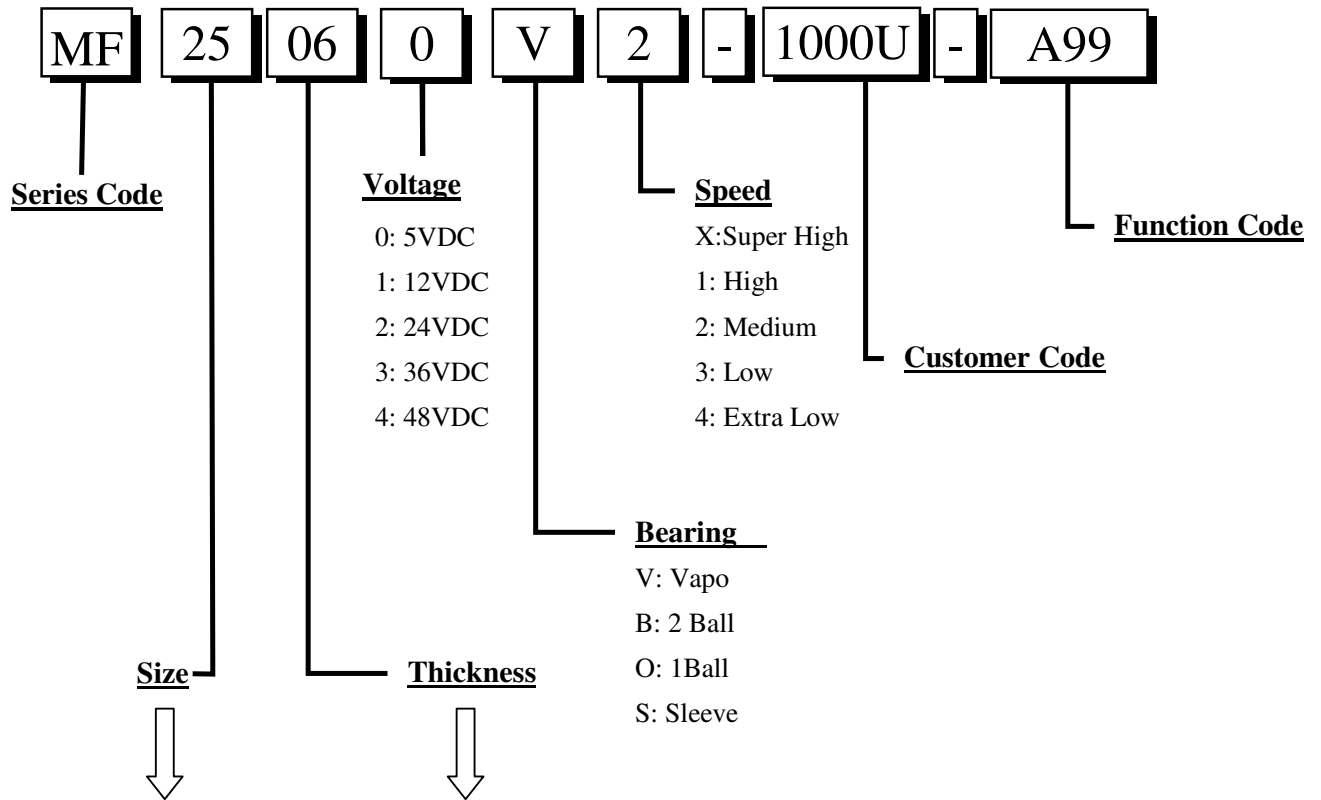 MF 25 06 0 V 2 - 1000U - A99
Series Code
Voltage
0: 5VDC
1: 12VDC
2: 24VDC
3: 36VDC
4: 48VDC
Speed
X:Super High
1: High
2: Medium
3: Low
4: Extra Low
Function Code
Customer Code
Bearing
V: Vapo
B: 2 Ball
O: 1Ball
S: Sleeve
Size
Thickness